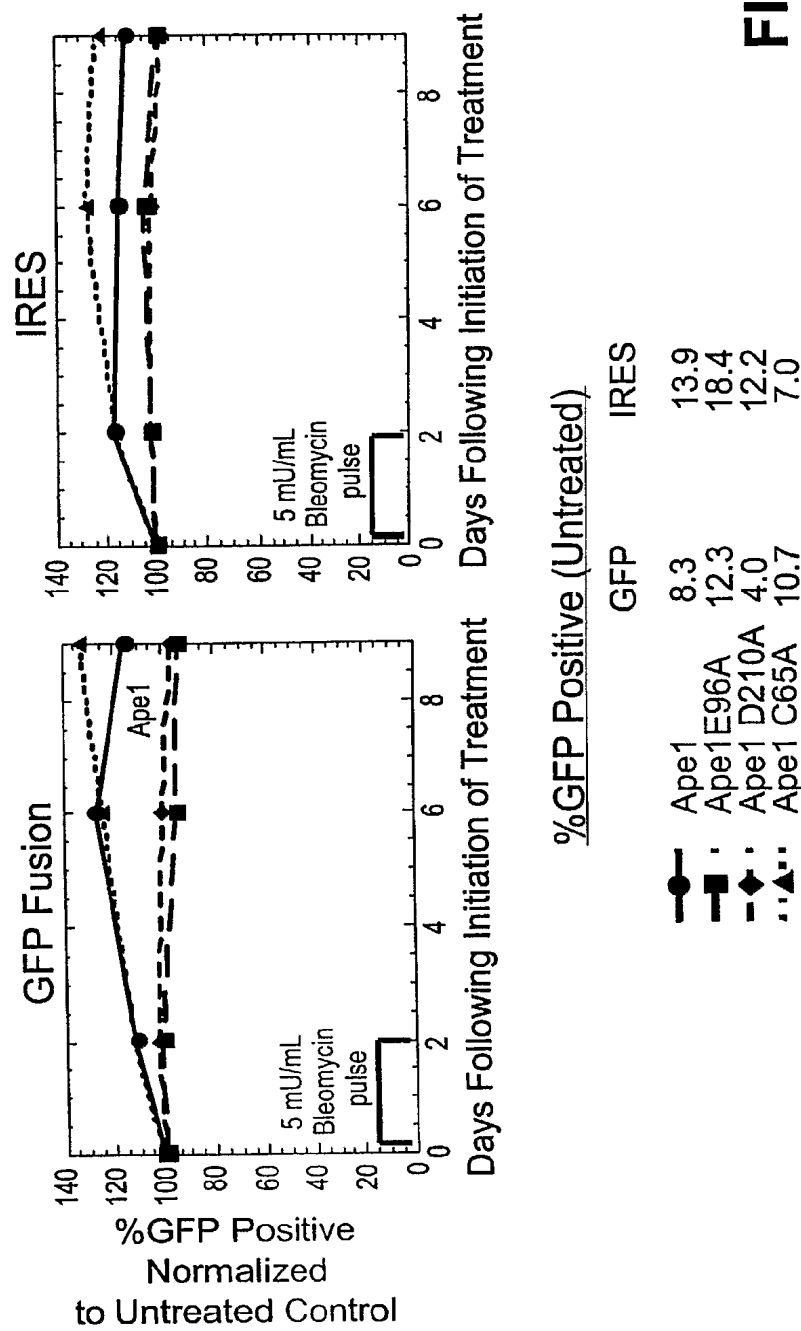 GFP Fusion
IRES
%GFP Positive
Normalized
to Untreated Control
140
120
100
80
60
40
20
0
5 mU/mL
Bleomycin
pulse
Ape1
0 2 4 6 8
Days Following Initiation of Treatment
140
120
100
80
60
40
20
0
5 mU/mL
Bleomycin
pulse
0 2 4 6 8
Days Following Initiation of Treatment
%GFP Positive (Untreated)
GFP IRES
Ape1 8.3 13.9
Ape1E96A 12.3 18.4
Ape1 D210A 4.0 12.2
Ape1 C65A 10.7 7.0